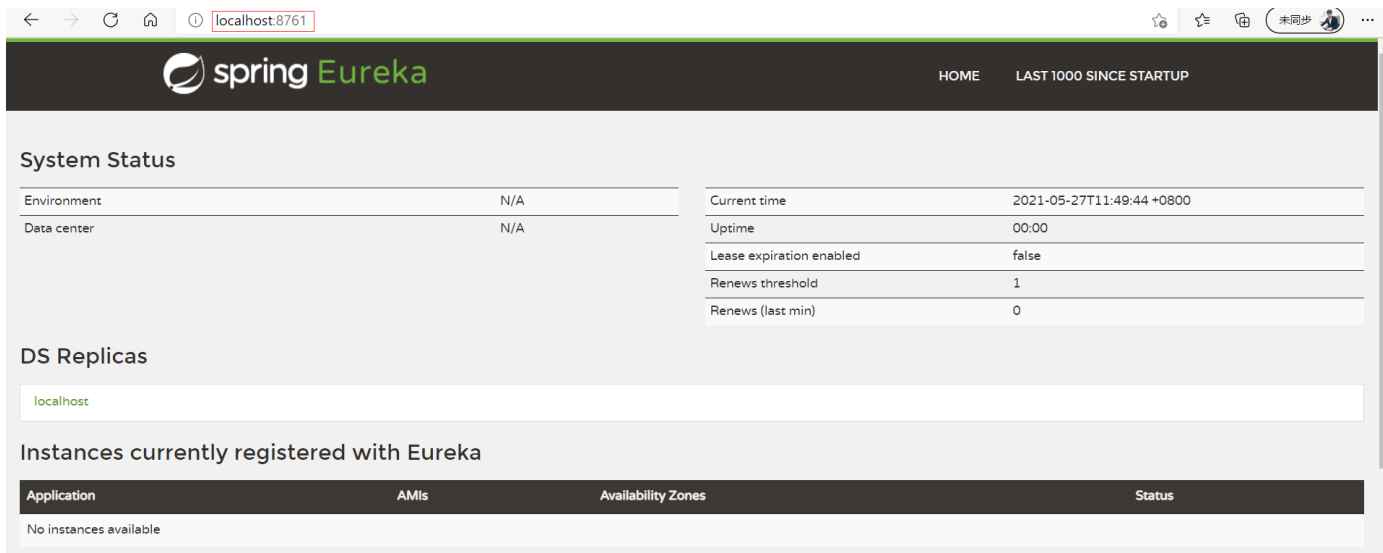 localhost:8761
未同步
spring Eureka
HOME LAST 1000 SINCE STARTUP
System Status
Environment N/A
Data center N/A
Current time 2021-05-27T11:49:44 +0800
Uptime 00:00
Lease expiration enabled false
Renews threshold 1
Renews (last min) 0
DS Replicas
localhost
Instances currently registered with Eureka
Application AMIs Availability Zones Status
No instances available